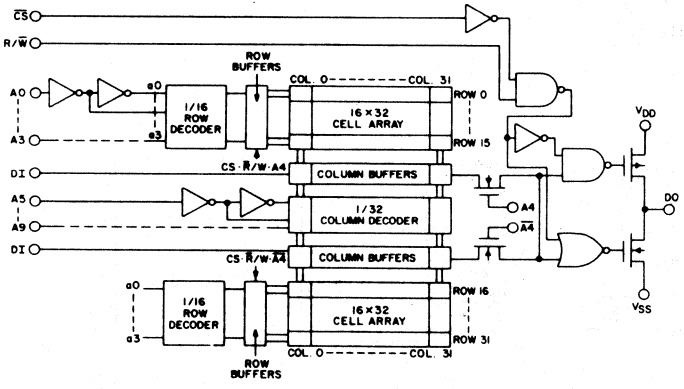 C̅S̅
R/W̅
ROW
BUFFERS
COL. 0 COL. 31
A0
a0
ROW 0
1/16
ROW
DECODER
16×32
CELL ARRAY
VDD
A3
a3
ROW 15
CS·R̅/W·A4
DI
COLUMN BUFFERS
A4
DO
A5
1/32
COLUMN DECODER
A̅4̅
A9
DI
COLUMN BUFFERS
CS·R̅/W·A̅4̅
a0
ROW 16
VSS
1/16
ROW
DECODER
16×32
CELL ARRAY
a3
ROW 31
COL. 0 COL. 31
ROW
BUFFERS